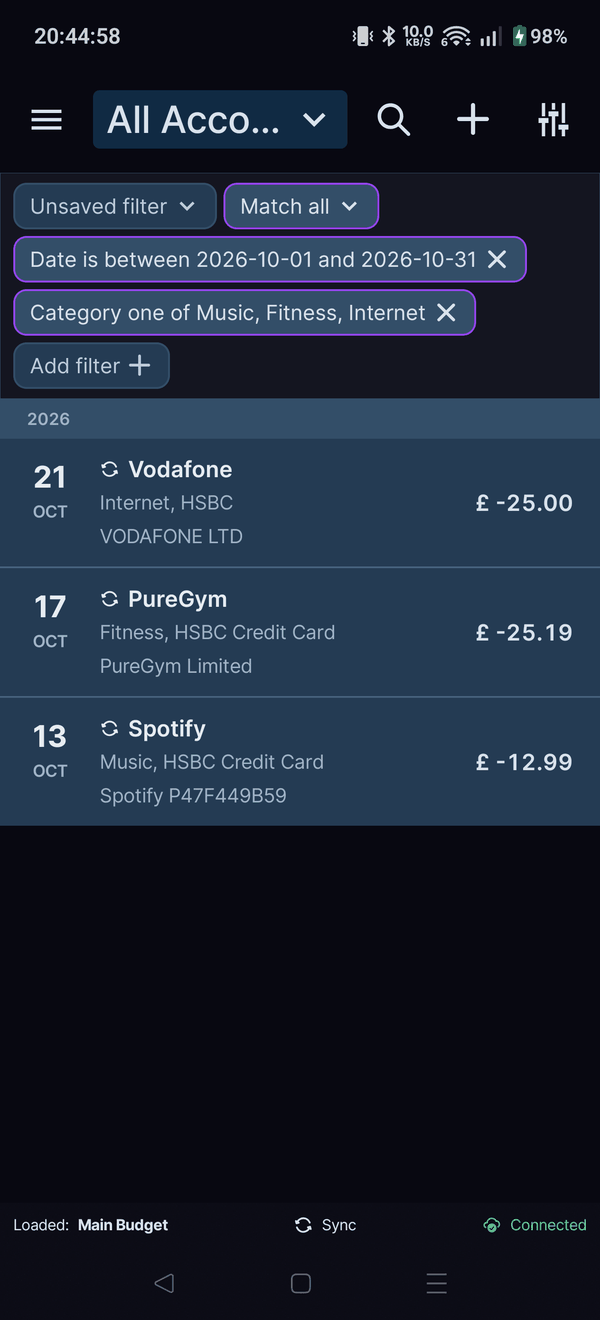 20:44:58 10.0 KB/S 6 98%
All Acco...
Unsaved filter Match all
Date is between 2026-10-01 and 2026-10-31
Category one of Music, Fitness, Internet
Add filter
2026
21 OCT
Vodafone
Internet, HSBC
VODAFONE LTD
£ -25.00
17 OCT
PureGym
Fitness, HSBC Credit Card
PureGym Limited
£ -25.19
13 OCT
Spotify
Music, HSBC Credit Card
Spotify P47F449B59
£ -12.99
Loaded: Main Budget Sync Connected